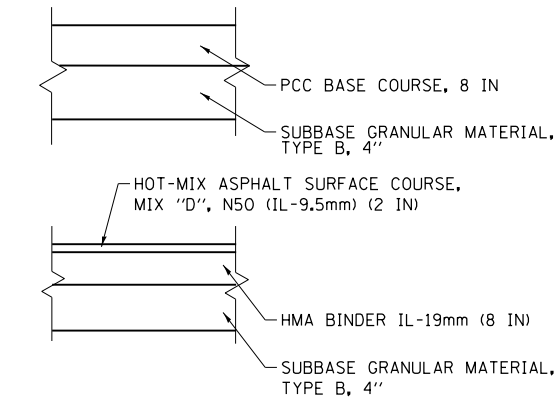 PCC BASE COURSE, 8 IN
SUBBASE GRANULAR MATERIAL,
TYPE B, 4"
HOT-MIX ASPHALT SURFACE COURSE,
MIX "D", N50 (IL-9.5mm) (2 IN)
HMA BINDER IL-19mm (8 IN)
SUBBASE GRANULAR MATERIAL,
TYPE B, 4"